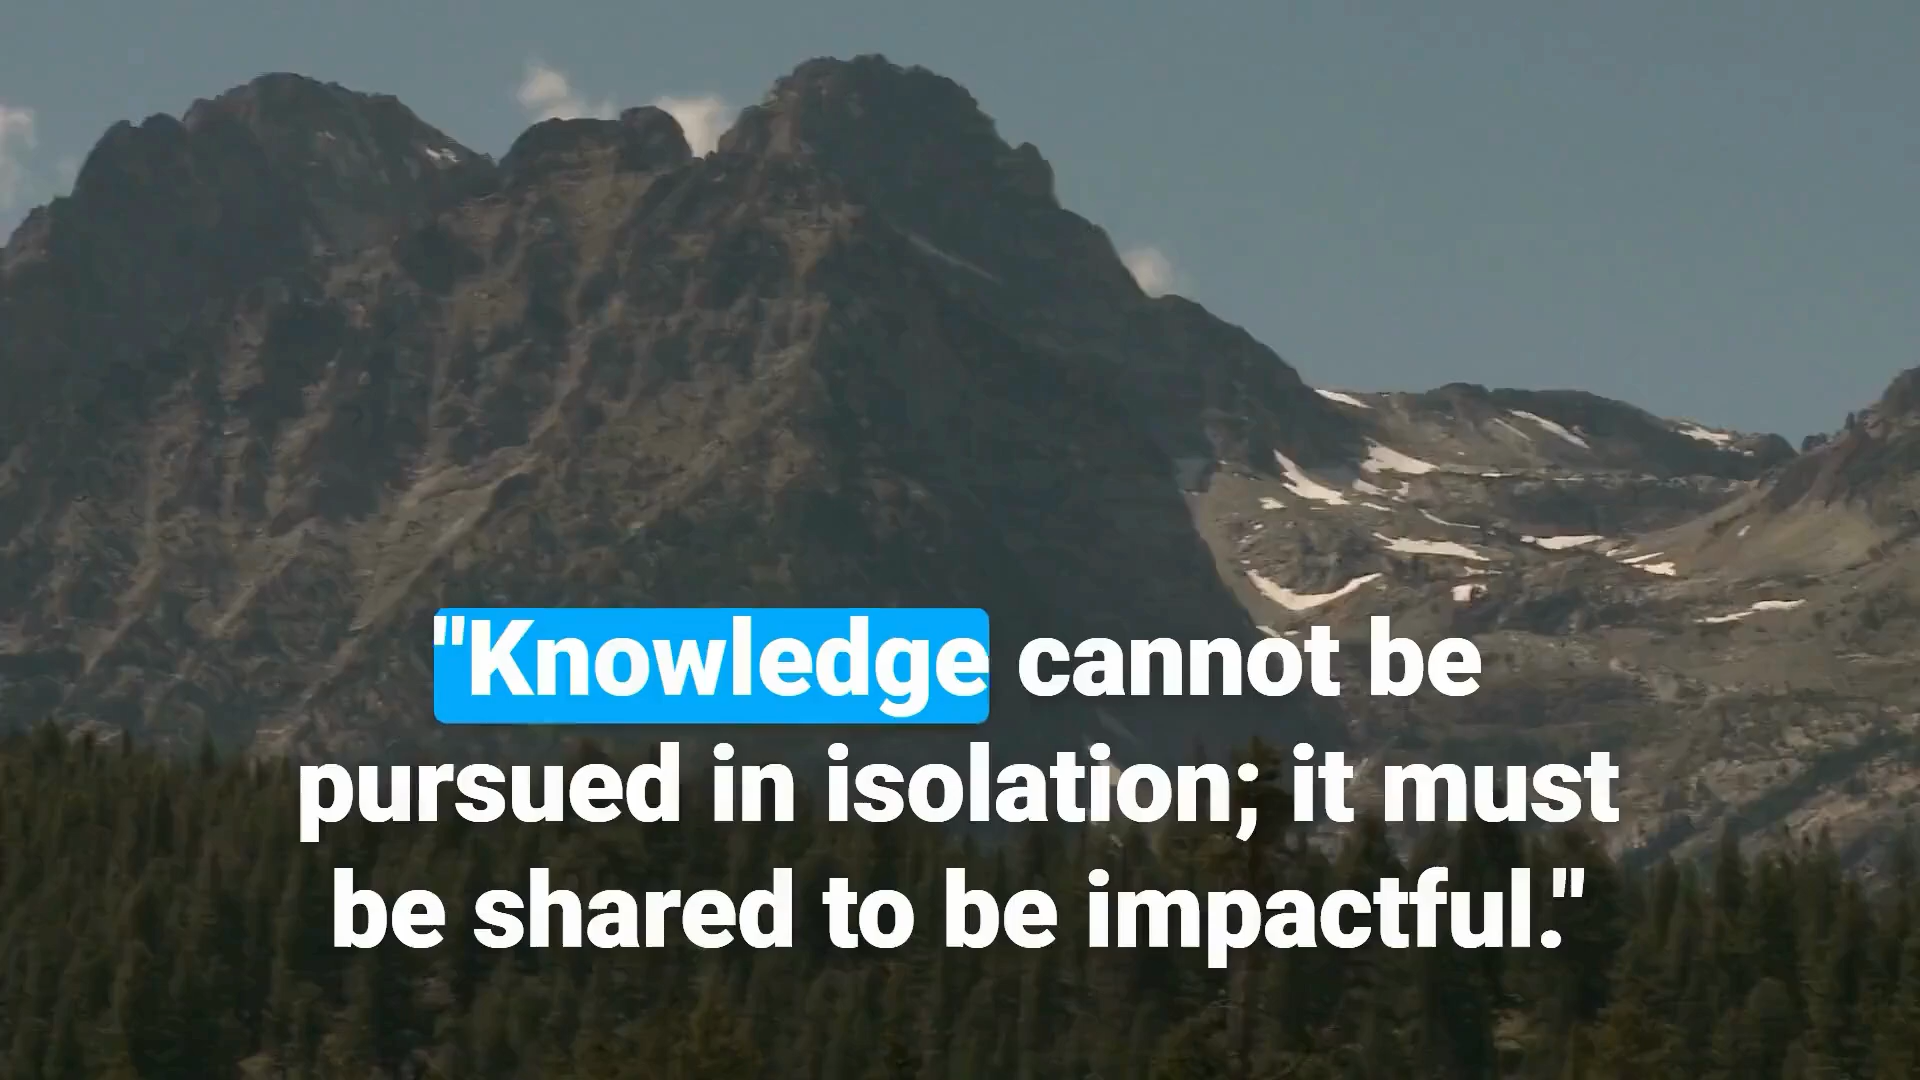 "Knowledge cannot be
pursued in isolation; it must
be shared to be impactful."